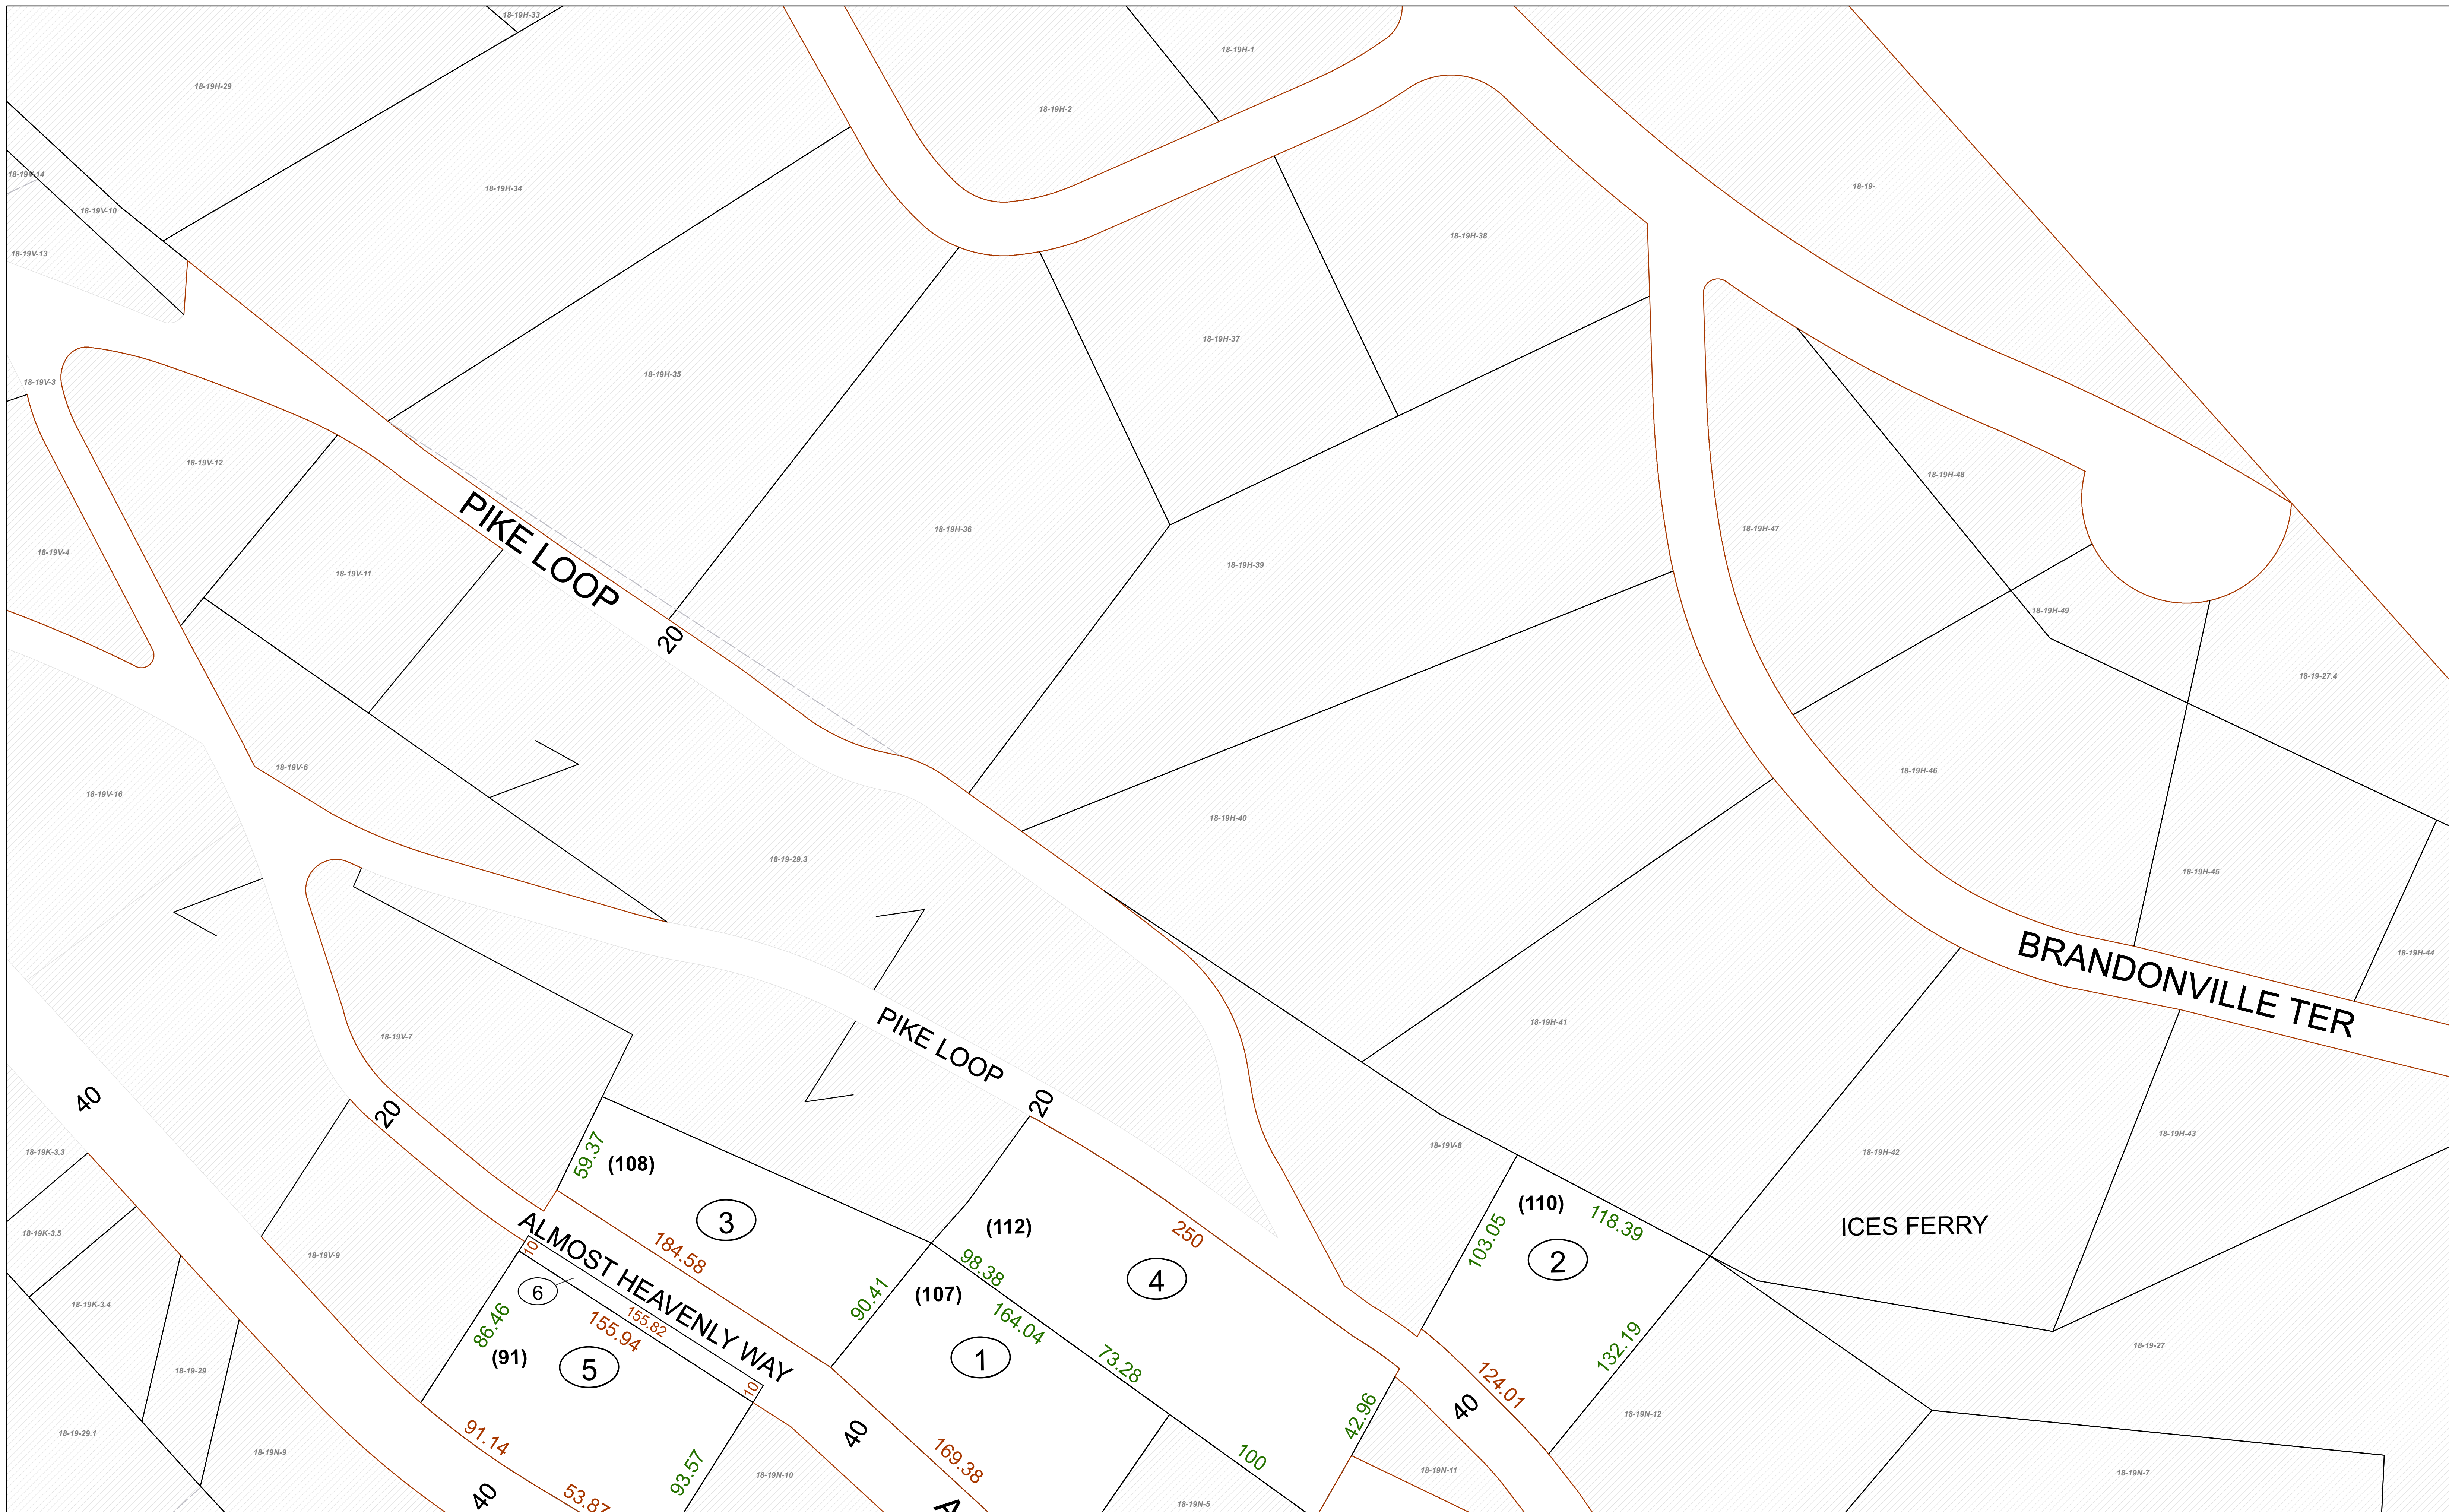 18-19H-33
18-19H-1
18-19H-29
18-19H-2
18-19V-14
18-19H-34
18-19-
18-19V-10
18-19H-38
18-19V-13
18-19H-37
18-19H-35
18-19V-3
18-19V-12
18-19H-48
PIKE LOOP
18-19H-36
18-19H-47
18-19V-4
18-19V-11
18-19H-39
18-19H-49
20
18-19-27.4
18-19V-6
18-19H-46
18-19V-16
18-19H-40
18-19-29.3
18-19H-45
18-19H-44
BRANDONVILLE TER
18-19H-41
18-19V-7
PIKE LOOP
40
20
20
18-19H-43
18-19V-8
18-19K-3.3
18-19H-42
59.37
(108)
(110)
118.39
3
(112)
250
ICES FERRY
18-19K-3.5
103.05
ALMOST HEAVENLY WAY
10
184.58
18-19V-9
2
98.38
4
6
(107)
90.41
18-19K-3.4
86.46
155.82
155.94
164.04
132.19
18-19-27
(91)
5
1
73.28
18-19-29
10
124.01
42.96
40
18-19N-12
18-19-29.1
91.14
40
18-19N-9
169.38
100
93.57
18-19N-10
18-19N-11
18-19N-7
40
53.87
A
18-19N-5